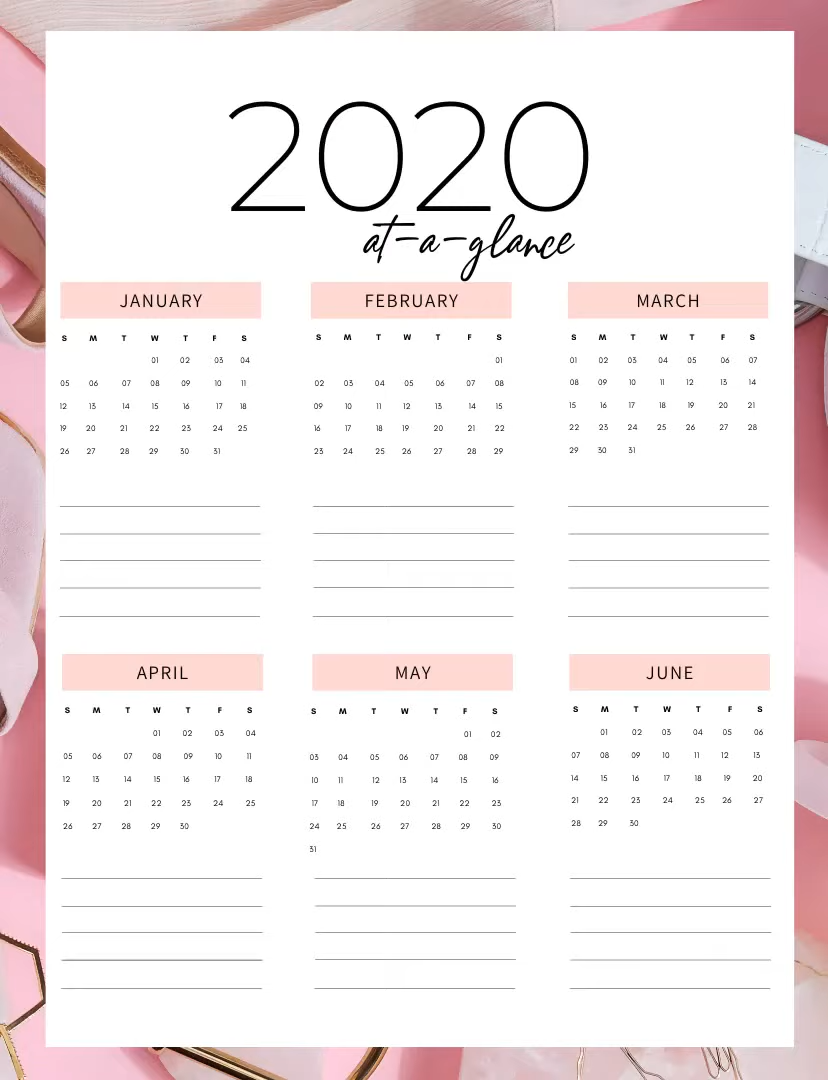 2020
at-a-glance
JANUARY
S M T W T F S
01 02 03 04
05 06 07 08 09 10 11
12 13 14 15 16 17 18
19 20 21 22 23 24 25
26 27 28 29 30 31
FEBRUARY
S M T W T F S
01
02 03 04 05 06 07 08
09 10 11 12 13 14 15
16 17 18 19 20 21 22
23 24 25 26 27 28 29
MARCH
S M T W T F S
01 02 03 04 05 06 07
08 09 10 11 12 13 14
15 16 17 18 19 20 21
22 23 24 25 26 27 28
29 30 31
APRIL
S M T W T F S
01 02 03 04
05 06 07 08 09 10 11
12 13 14 15 16 17 18
19 20 21 22 23 24 25
26 27 28 29 30
MAY
S M T W T F S
01 02
03 04 05 06 07 08 09
10 11 12 13 14 15 16
17 18 19 20 21 22 23
24 25 26 27 28 29 30
31
JUNE
S M T W T F S
01 02 03 04 05 06
07 08 09 10 11 12 13
14 15 16 17 18 19 20
21 22 23 24 25 26 27
28 29 30